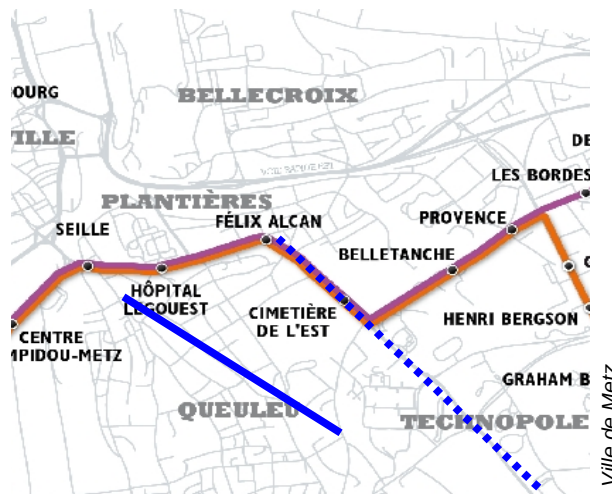 OURG
BELLECROIX
VILLE
DE
LES BORDES
PLANTIÈRES
SEILLE
FÉLIX ALCAN
PROVENCE
BELLETANCHE
HÔPITAL
LEGOUEST
CIMETIÈRE
DE L'EST
HENRI BERGSON
CENTRE
MPIDOU-METZ
GRAHAM B
QUEULEU
TECHNOPOLE
Ville de Metz